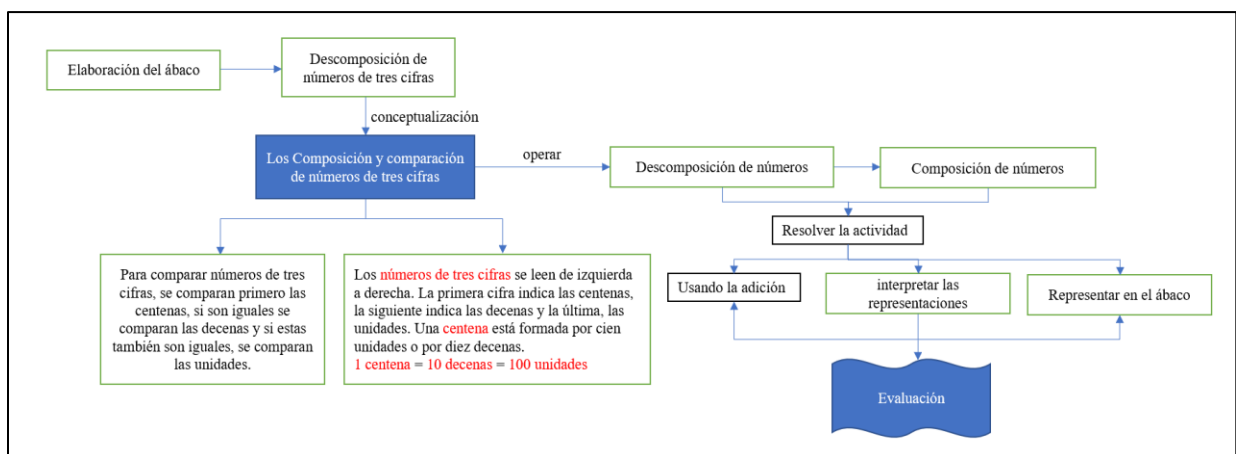 Elaboración del ábaco
Descomposición de
números de tres cifras
conceptualización
Los Composición y comparación
de números de tres cifras
operar
Descomposición de números
Composición de números
Resolver la actividad
Para comparar números de tres
cifras, se comparan primero las
centenas, si son iguales se
comparan las decenas y si estas
también son iguales, se comparan
las unidades.
Los números de tres cifras se leen de izquierda
a derecha. La primera cifra indica las centenas,
la siguiente indica las decenas y la última, las
unidades. Una centena está formada por cien
unidades o por diez decenas.
1 centena = 10 decenas = 100 unidades
Usando la adición
interpretar las
representaciones
Representar en el ábaco
Evaluación